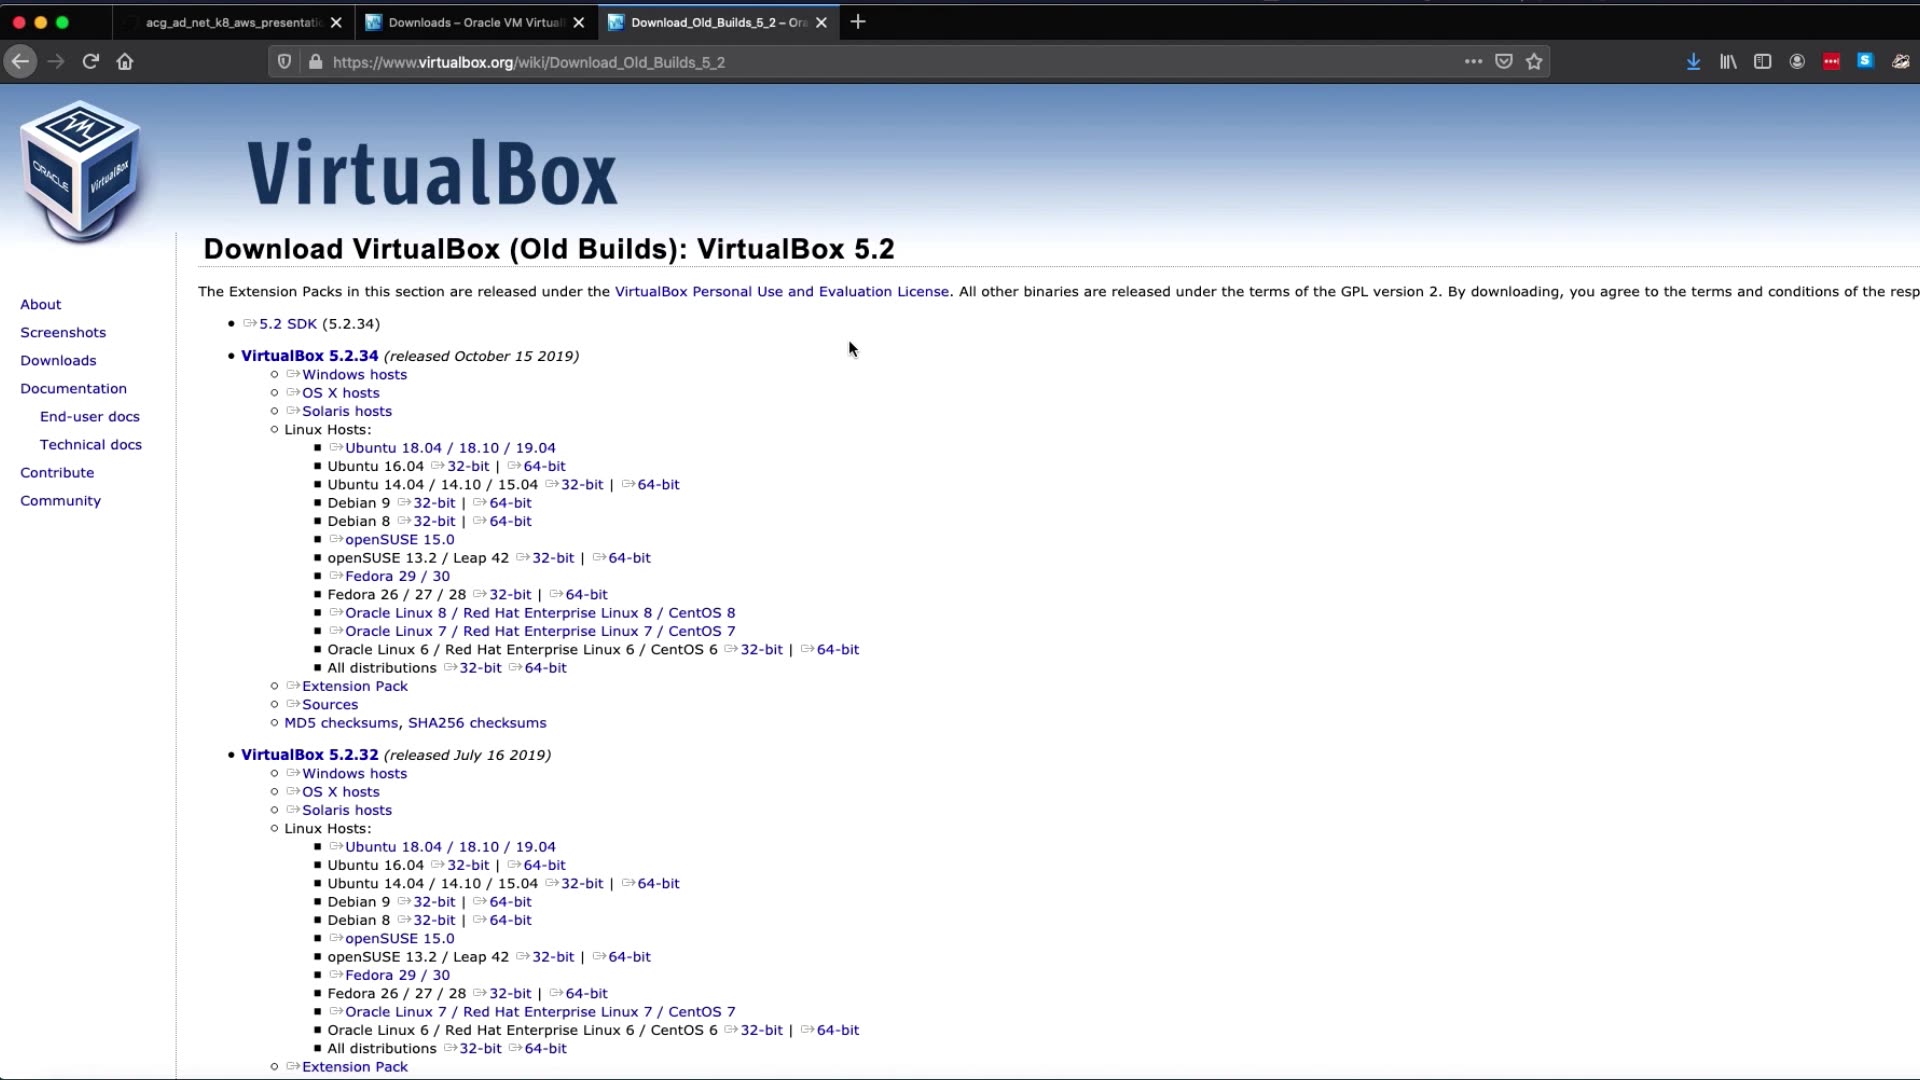 acg_ad_net_k8_aws_presentatio
Downloads – Oracle VM Virtual
Download_Old_Builds_5_2 – Ora
https://www.virtualbox.org/wiki/Download_Old_Builds_5_2
ORACLE
VirtualBox
VirtualBox
Download VirtualBox (Old Builds): VirtualBox 5.2
The Extension Packs in this section are released under the VirtualBox Personal Use and Evaluation License. All other binaries are released under the terms of the GPL version 2. By downloading, you agree to the terms and conditions of the resp
About
Screenshots
Downloads
Documentation
End-user docs
Technical docs
Contribute
Community
5.2 SDK (5.2.34)
VirtualBox 5.2.34 (released October 15 2019)
Windows hosts
OS X hosts
Solaris hosts
Linux Hosts:
Ubuntu 18.04 / 18.10 / 19.04
Ubuntu 16.04 32-bit | 64-bit
Ubuntu 14.04 / 14.10 / 15.04 32-bit | 64-bit
Debian 9 32-bit | 64-bit
Debian 8 32-bit | 64-bit
openSUSE 15.0
openSUSE 13.2 / Leap 42 32-bit | 64-bit
Fedora 29 / 30
Fedora 26 / 27 / 28 32-bit | 64-bit
Oracle Linux 8 / Red Hat Enterprise Linux 8 / CentOS 8
Oracle Linux 7 / Red Hat Enterprise Linux 7 / CentOS 7
Oracle Linux 6 / Red Hat Enterprise Linux 6 / CentOS 6 32-bit | 64-bit
All distributions 32-bit 64-bit
Extension Pack
Sources
MD5 checksums, SHA256 checksums
VirtualBox 5.2.32 (released July 16 2019)
Windows hosts
OS X hosts
Solaris hosts
Linux Hosts:
Ubuntu 18.04 / 18.10 / 19.04
Ubuntu 16.04 32-bit | 64-bit
Ubuntu 14.04 / 14.10 / 15.04 32-bit | 64-bit
Debian 9 32-bit | 64-bit
Debian 8 32-bit | 64-bit
openSUSE 15.0
openSUSE 13.2 / Leap 42 32-bit | 64-bit
Fedora 29 / 30
Fedora 26 / 27 / 28 32-bit | 64-bit
Oracle Linux 7 / Red Hat Enterprise Linux 7 / CentOS 7
Oracle Linux 6 / Red Hat Enterprise Linux 6 / CentOS 6 32-bit | 64-bit
All distributions 32-bit 64-bit
Extension Pack